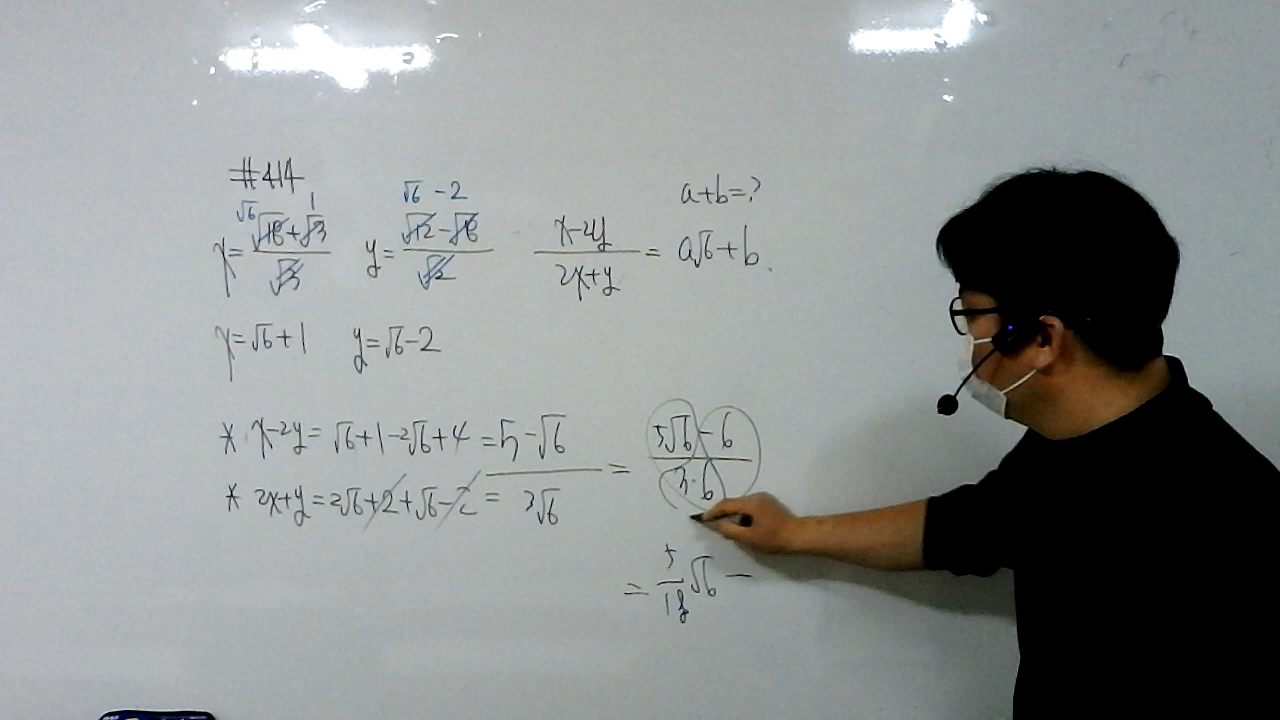 #414
√6 1 √6 -2 a+b=?
x= √18+√3 / √3 y= √12-√8 / √2 x-2y / 2x+y = a√6+b.
x=√6+1 y=√6-2
* x-2y= √6+1-2√6+4 =5-√6 / 3√6 = 5√6-6 / 3·6
* 2x+y=2√6+2+√6-2 =
= 5/18 √6 -